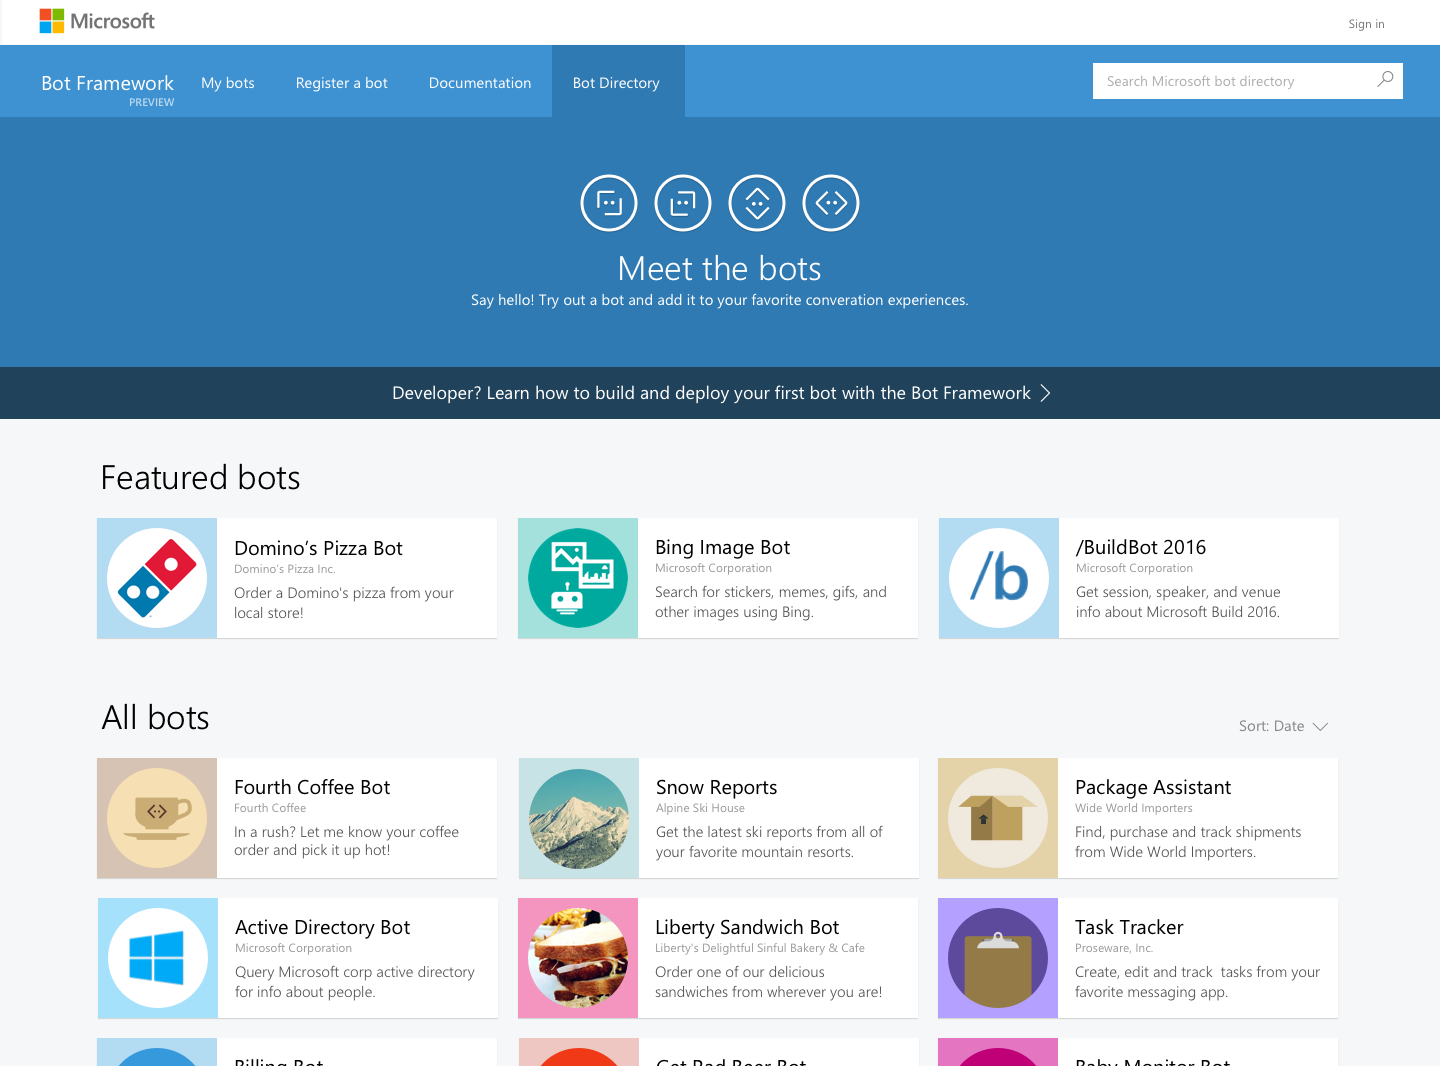 Microsoft
Sign in
Bot Framework
PREVIEW
My bots
Register a bot
Documentation
Bot Directory
Search Microsoft bot directory
Meet the bots
Say hello! Try out a bot and add it to your favorite converation experiences.
Developer? Learn how to build and deploy your first bot with the Bot Framework
Featured bots
Domino's Pizza Bot
Domino's Pizza Inc.
Order a Domino's pizza from your
local store!
Bing Image Bot
Microsoft Corporation
Search for stickers, memes, gifs, and
other images using Bing.
/b
/BuildBot 2016
Microsoft Corporation
Get session, speaker, and venue
info about Microsoft Build 2016.
All bots
Sort: Date
Fourth Coffee Bot
Fourth Coffee
In a rush? Let me know your coffee
order and pick it up hot!
Snow Reports
Alpine Ski House
Get the latest ski reports from all of
your favorite mountain resorts.
Package Assistant
Wide World Importers
Find, purchase and track shipments
from Wide World Importers.
Active Directory Bot
Microsoft Corporation
Query Microsoft corp active directory
for info about people.
Liberty Sandwich Bot
Liberty's Delightful Sinful Bakery & Cafe
Order one of our delicious
sandwiches from wherever you are!
Task Tracker
Proseware, Inc.
Create, edit and track tasks from your
favorite messaging app.
Billing Bot
Baby Monitor Bot